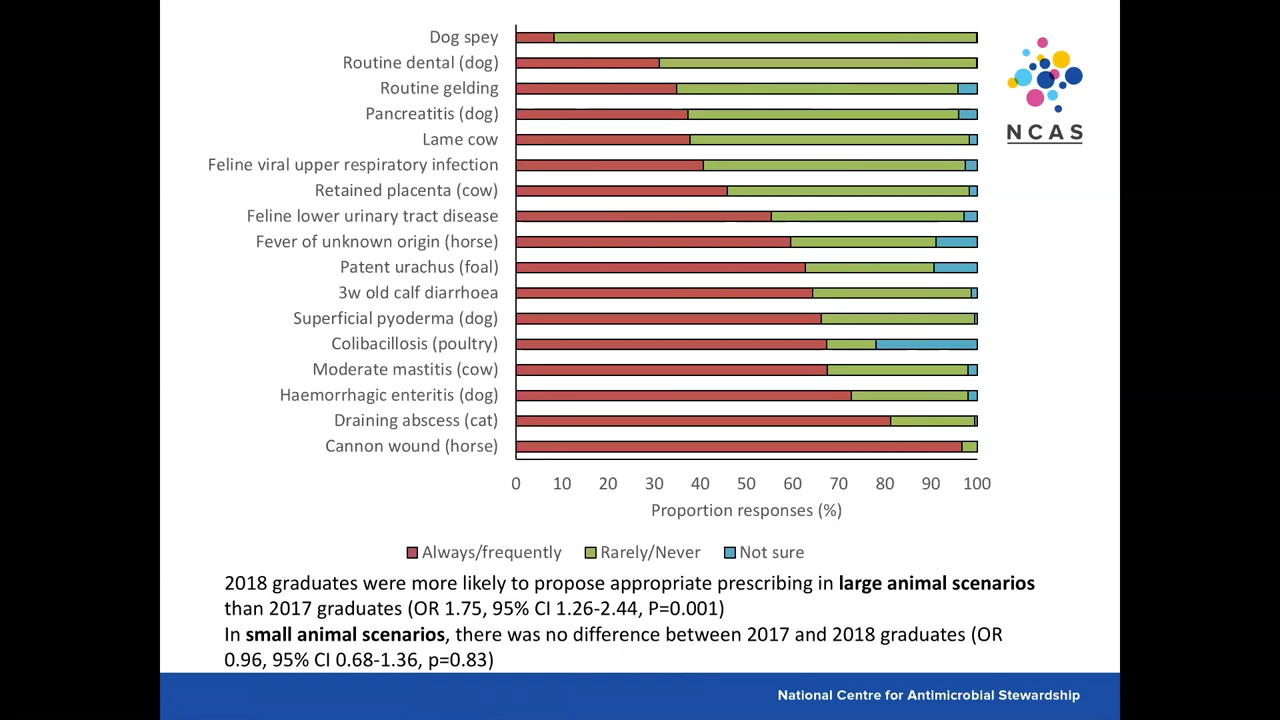 Dog spey
Routine dental (dog)
Routine gelding
Pancreatitis (dog)
Lame cow
Feline viral upper respiratory infection
Retained placenta (cow)
Feline lower urinary tract disease
Fever of unknown origin (horse)
Patent urachus (foal)
3w old calf diarrhoea
Superficial pyoderma (dog)
Colibacillosis (poultry)
Moderate mastitis (cow)
Haemorrhagic enteritis (dog)
Draining abscess (cat)
Cannon wound (horse)
0 10 20 30 40 50 60 70 80 90 100
Proportion responses (%)
Always/frequently Rarely/Never Not sure
NCAS
2018 graduates were more likely to propose appropriate prescribing in large animal scenarios
than 2017 graduates (OR 1.75, 95% CI 1.26-2.44, P=0.001)
In small animal scenarios, there was no difference between 2017 and 2018 graduates (OR
0.96, 95% CI 0.68-1.36, p=0.83)
National Centre for Antimicrobial Stewardship